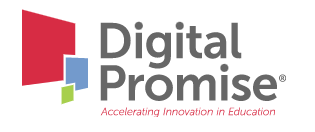 Digital
Promise®
Accelerating Innovation in Education